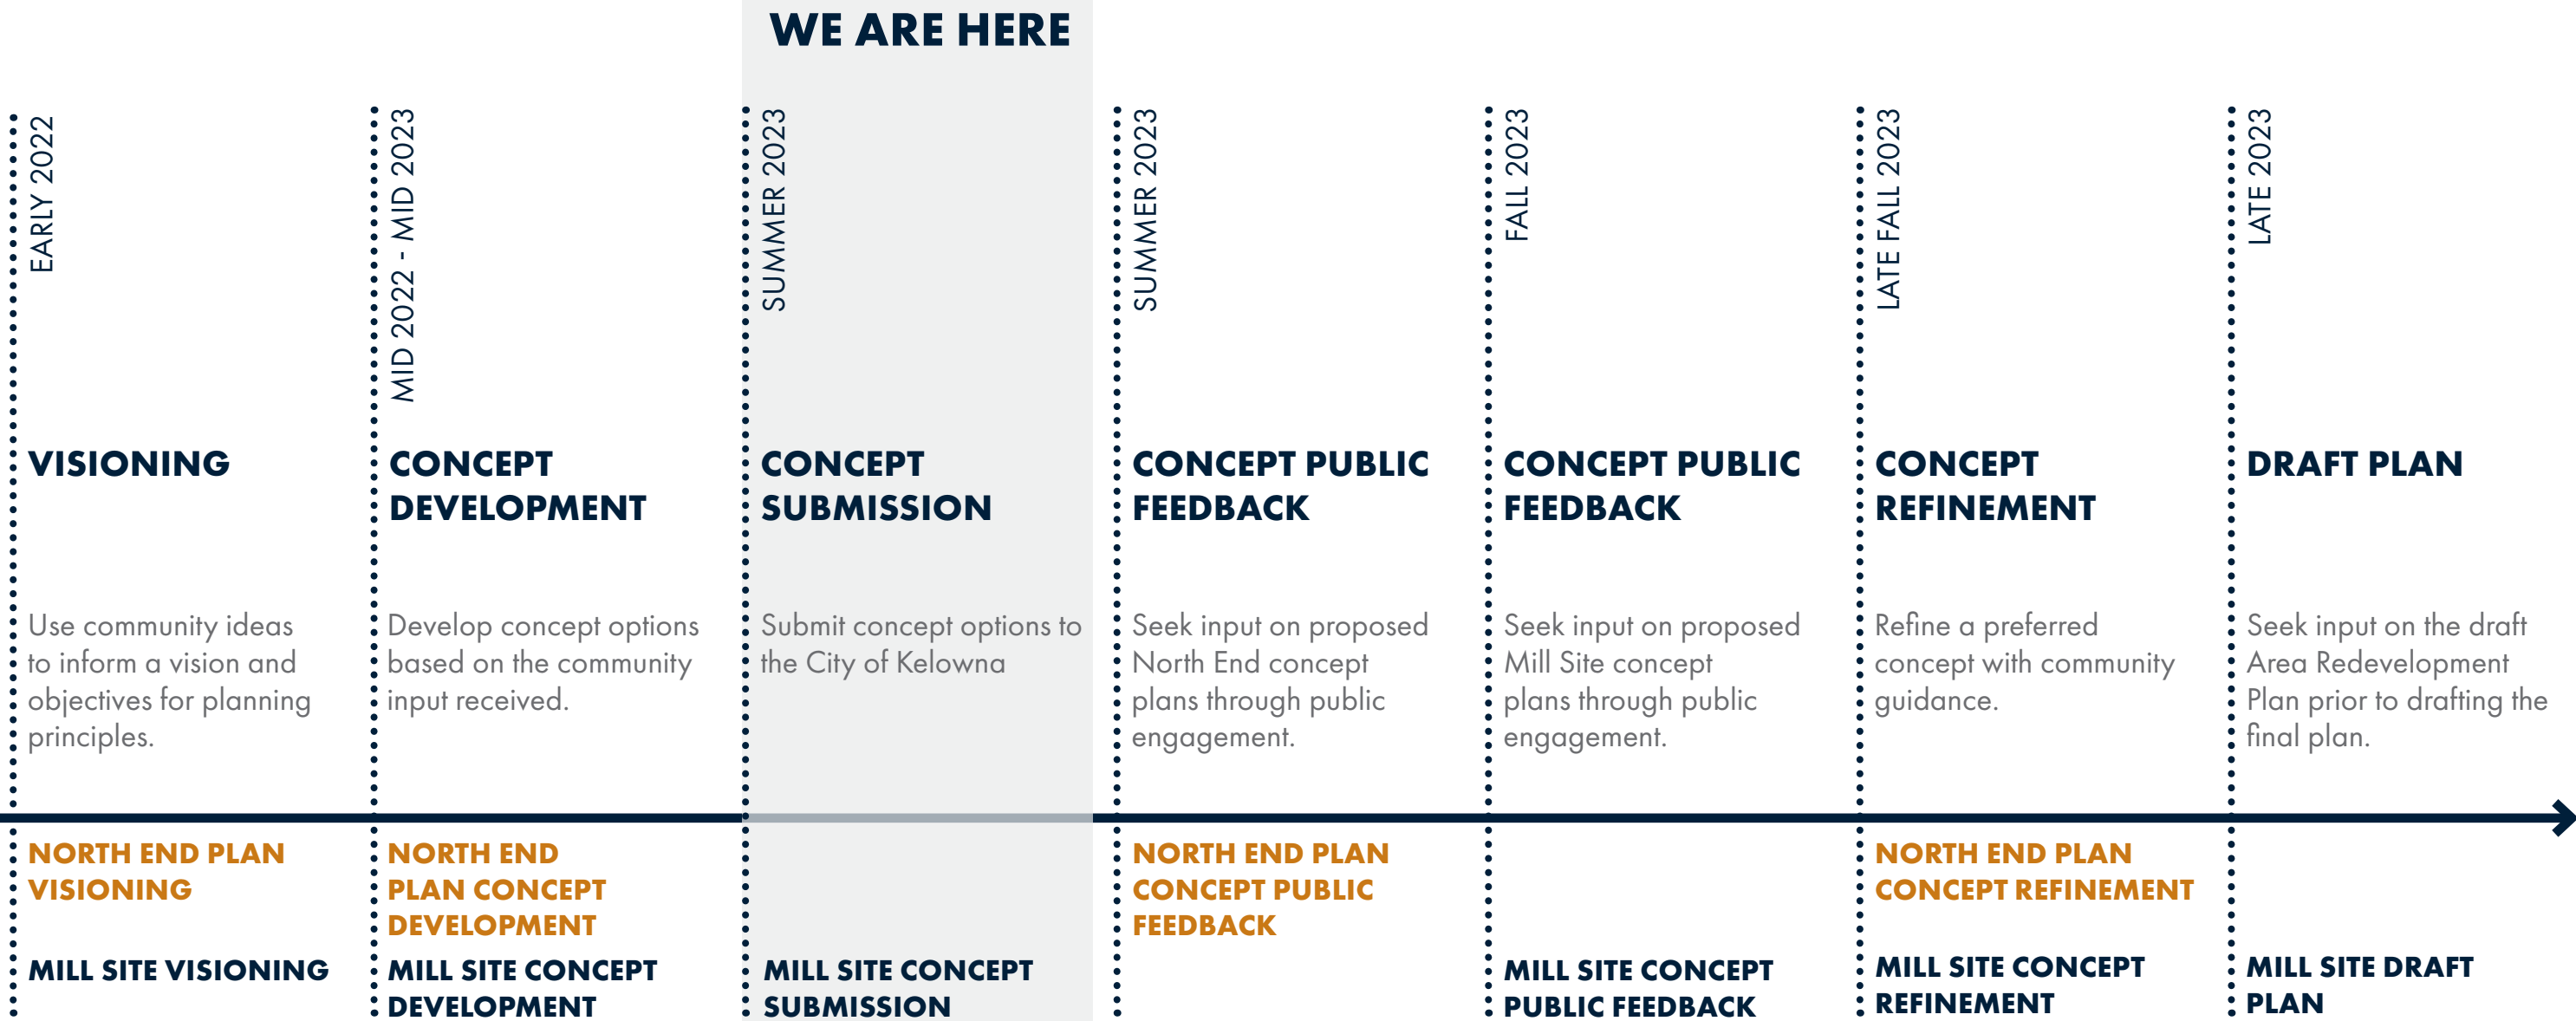 WE ARE HERE
EARLY 2022
VISIONING
Use community ideas
to inform a vision and
objectives for planning
principles.
NORTH END PLAN
VISIONING
MILL SITE VISIONING
MID 2022 - MID 2023
CONCEPT
DEVELOPMENT
Develop concept options
based on the community
input received.
NORTH END
PLAN CONCEPT
DEVELOPMENT
MILL SITE CONCEPT
DEVELOPMENT
SUMMER 2023
CONCEPT
SUBMISSION
Submit concept options to
the City of Kelowna
MILL SITE CONCEPT
SUBMISSION
SUMMER 2023
CONCEPT PUBLIC
FEEDBACK
Seek input on proposed
North End concept
plans through public
engagement.
NORTH END PLAN
CONCEPT PUBLIC
FEEDBACK
FALL 2023
CONCEPT PUBLIC
FEEDBACK
Seek input on proposed
Mill Site concept
plans through public
engagement.
MILL SITE CONCEPT
PUBLIC FEEDBACK
LATE FALL 2023
CONCEPT
REFINEMENT
Refine a preferred
concept with community
guidance.
NORTH END PLAN
CONCEPT REFINEMENT
MILL SITE CONCEPT
REFINEMENT
LATE 2023
DRAFT PLAN
Seek input on the draft
Area Redevelopment
Plan prior to drafting the
final plan.
MILL SITE DRAFT
PLAN